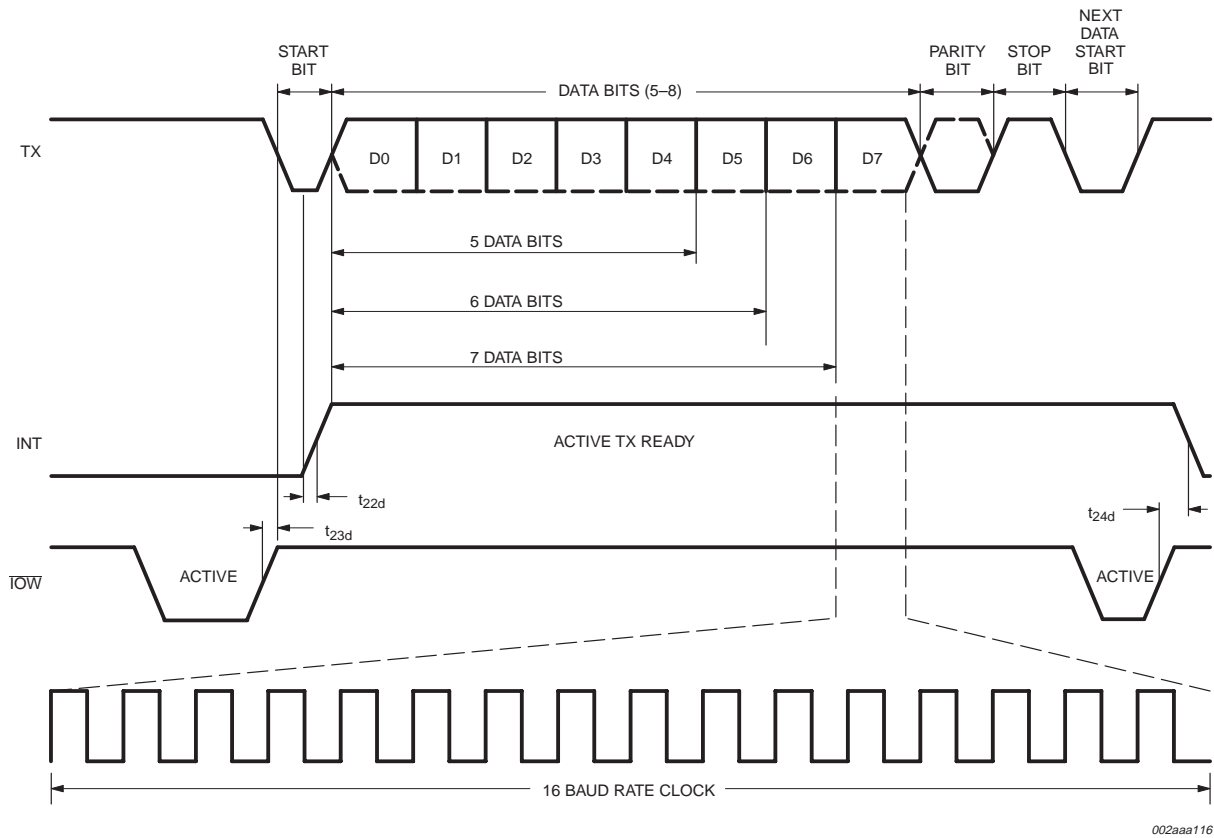 START
BIT
DATA BITS (5–8)
PARITY
BIT
STOP
BIT
NEXT
DATA
START
BIT
TX
D0 D1 D2 D3 D4 D5 D6 D7
5 DATA BITS
6 DATA BITS
7 DATA BITS
INT
ACTIVE TX READY
t22d
t23d
t24d
IOW
ACTIVE
ACTIVE
16 BAUD RATE CLOCK
002aaa116